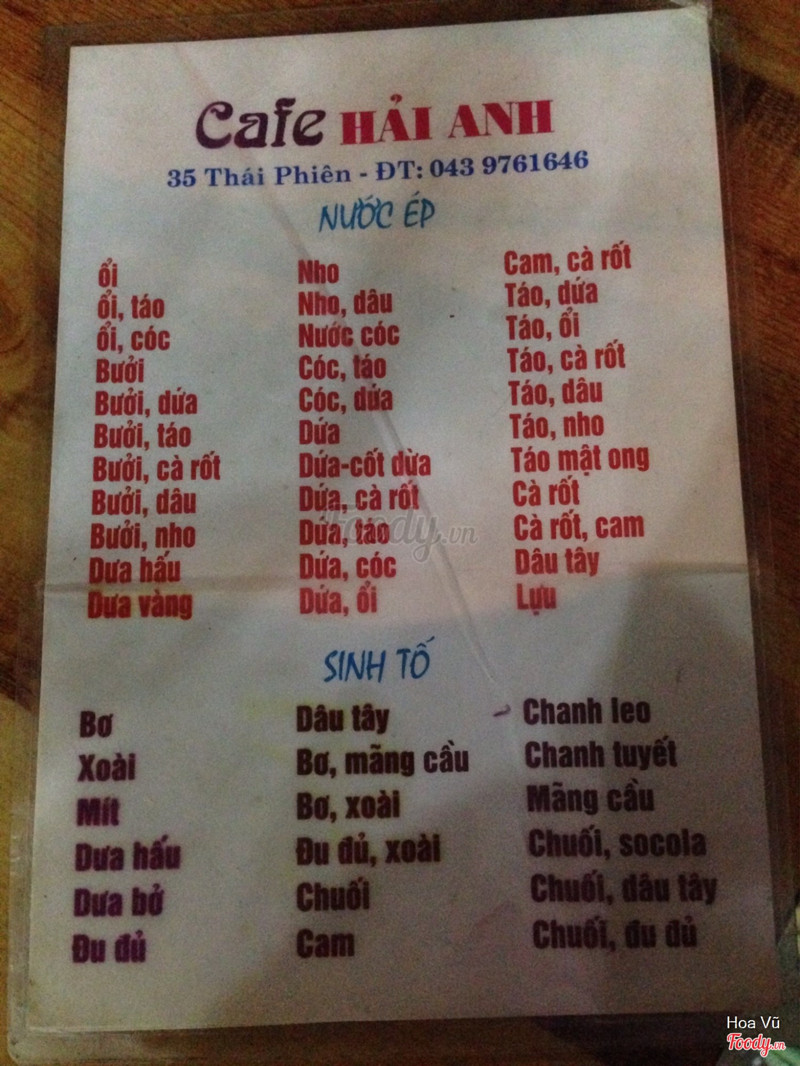 Cafe HẢI ANH
35 Thái Phiên - ĐT: 043 9761646
NƯỚC ÉP
ổi
ổi, táo
ổi, cóc
Bưởi
Bưởi, dứa
Bưởi, táo
Bưởi, cà rốt
Bưởi, dâu
Bưởi, nho
Dưa hấu
Dưa vàng
Nho
Nho, dâu
Nước cóc
Cóc, táo
Cóc, dứa
Dứa
Dứa-cốt dừa
Dứa, cà rốt
Dứa, táo
Dứa, cóc
Dứa, ổi
Cam, cà rốt
Táo, dứa
Táo, ổi
Táo, cà rốt
Táo, dâu
Táo, nho
Táo mật ong
Cà rốt
Cà rốt, cam
Dâu tây
Lựu
SINH TỐ
Bơ
Xoài
Mít
Dưa hấu
Dưa bở
Đu đủ
Dâu tây
Bơ, mãng cầu
Bơ, xoài
Đu đủ, xoài
Chuối
Cam
Chanh leo
Chanh tuyết
Mãng cầu
Chuối, socola
Chuối, dâu tây
Chuối, đu đủ
Foody.vn
Hoa Vũ
Foody.vn